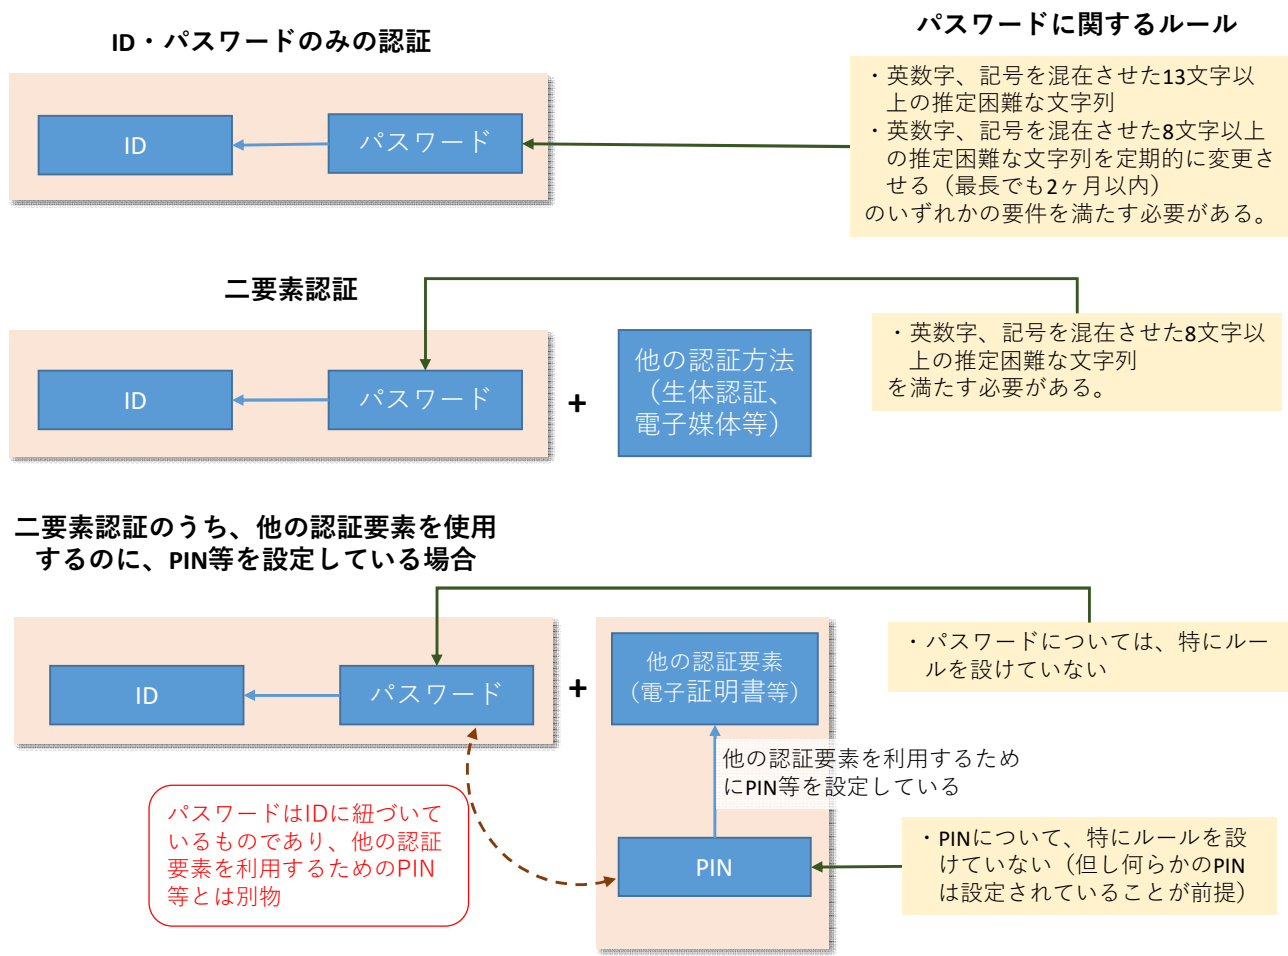 パスワードに関するルール
ID・パスワードのみの認証
ID
パスワード
・英数字、記号を混在させた13文字以
上の推定困難な文字列
・英数字、記号を混在させた8文字以上
の推定困難な文字列を定期的に変更さ
せる（最長でも2ヶ月以内）
のいずれかの要件を満たす必要がある。
二要素認証
ID
パスワード
+
他の認証方法
（生体認証、
電子媒体等）
・英数字、記号を混在させた8文字以
上の推定困難な文字列
を満たす必要がある。
二要素認証のうち、他の認証要素を使用
するのに、PIN等を設定している場合
ID
パスワード
+
他の認証要素
（電子証明書等）
・パスワードについては、特にルー
ルを設けていない
他の認証要素を利用するため
にPIN等を設定している
パスワードはIDに紐づいて
いるものであり、他の認証
要素を利用するためのPIN
等とは別物
PIN
・PINについて、特にルールを設
けていない（但し何らかのPIN
は設定されていることが前提）